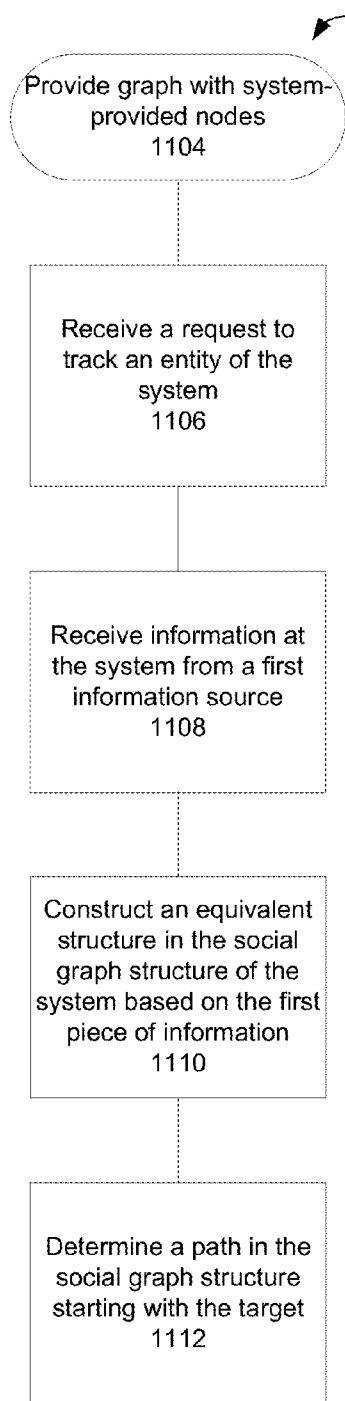 Provide graph with system-
provided nodes
1104
Receive a request to
track an entity of the
system
1106
Receive information at
the system from a first
information source
1108
Construct an equivalent
structure in the social
graph structure of the
system based on the first
piece of information
1110
Determine a path in the
social graph structure
starting with the target
1112